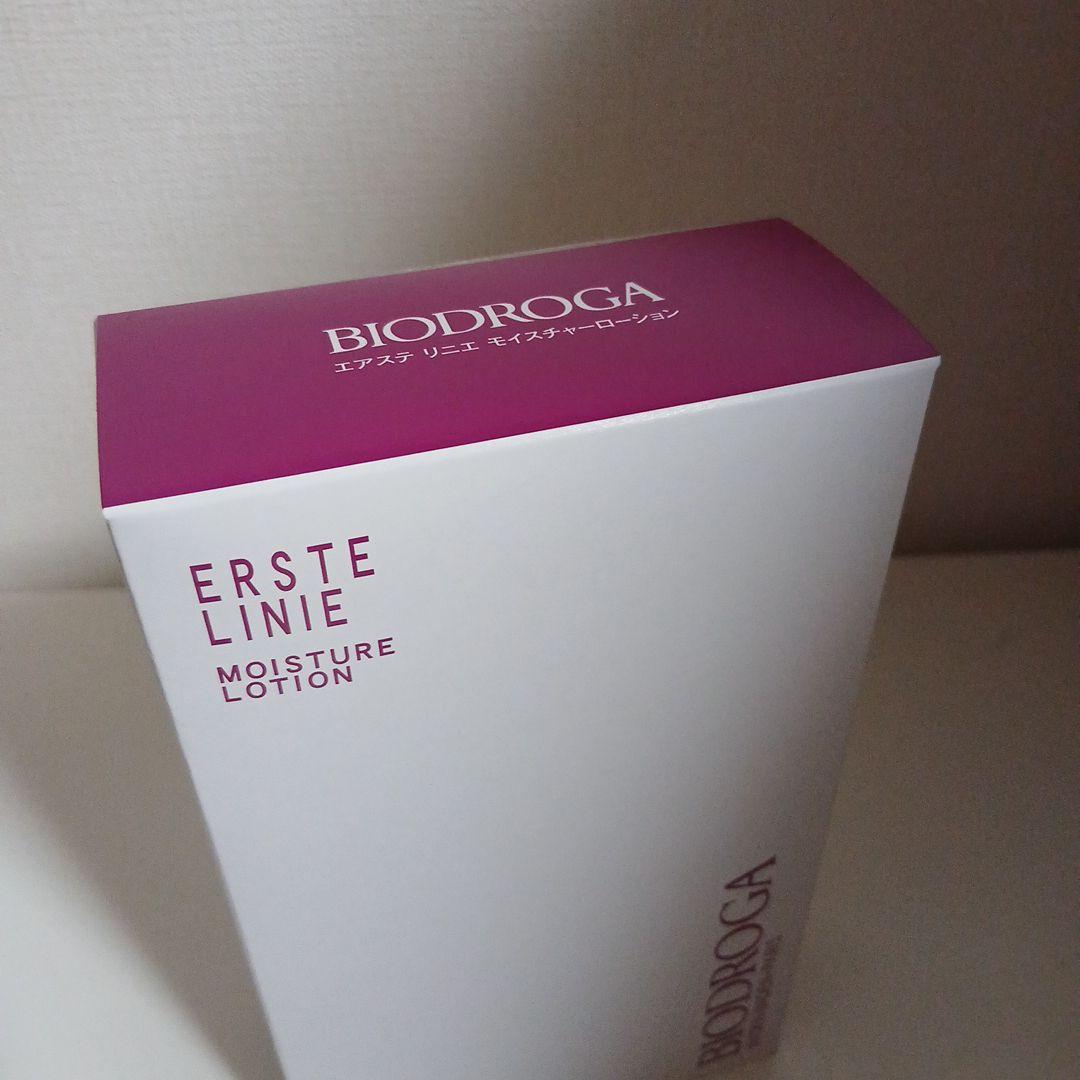 BIODROGA
エアステ リニエ モイスチャーローション
ERSTE
LINIE
MOISTURE
LOTION
BIODROGA